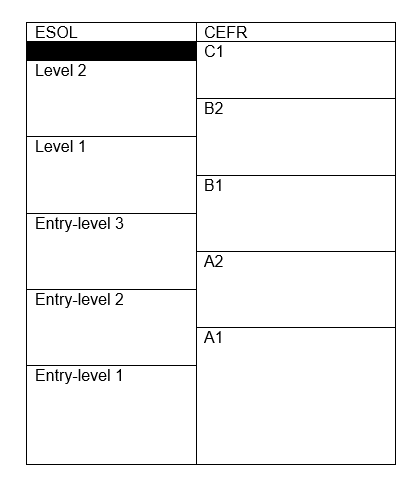 ESOL CEFR
C1
Level 2
B2
Level 1
B1
Entry-level 3
A2
Entry-level 2
A1
Entry-level 1